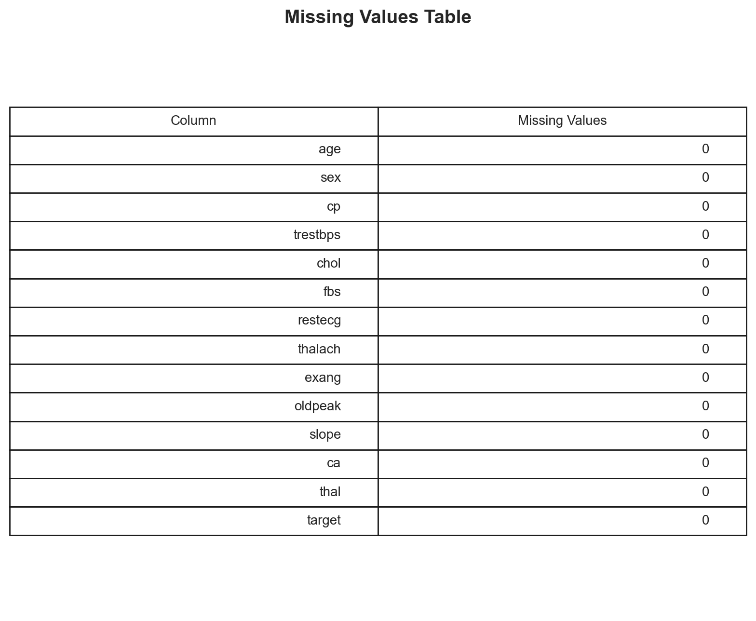 Missing Values Table
Column Missing Values
age 0
sex 0
cp 0
trestbps 0
chol 0
fbs 0
restecg 0
thalach 0
exang 0
oldpeak 0
slope 0
ca 0
thal 0
target 0